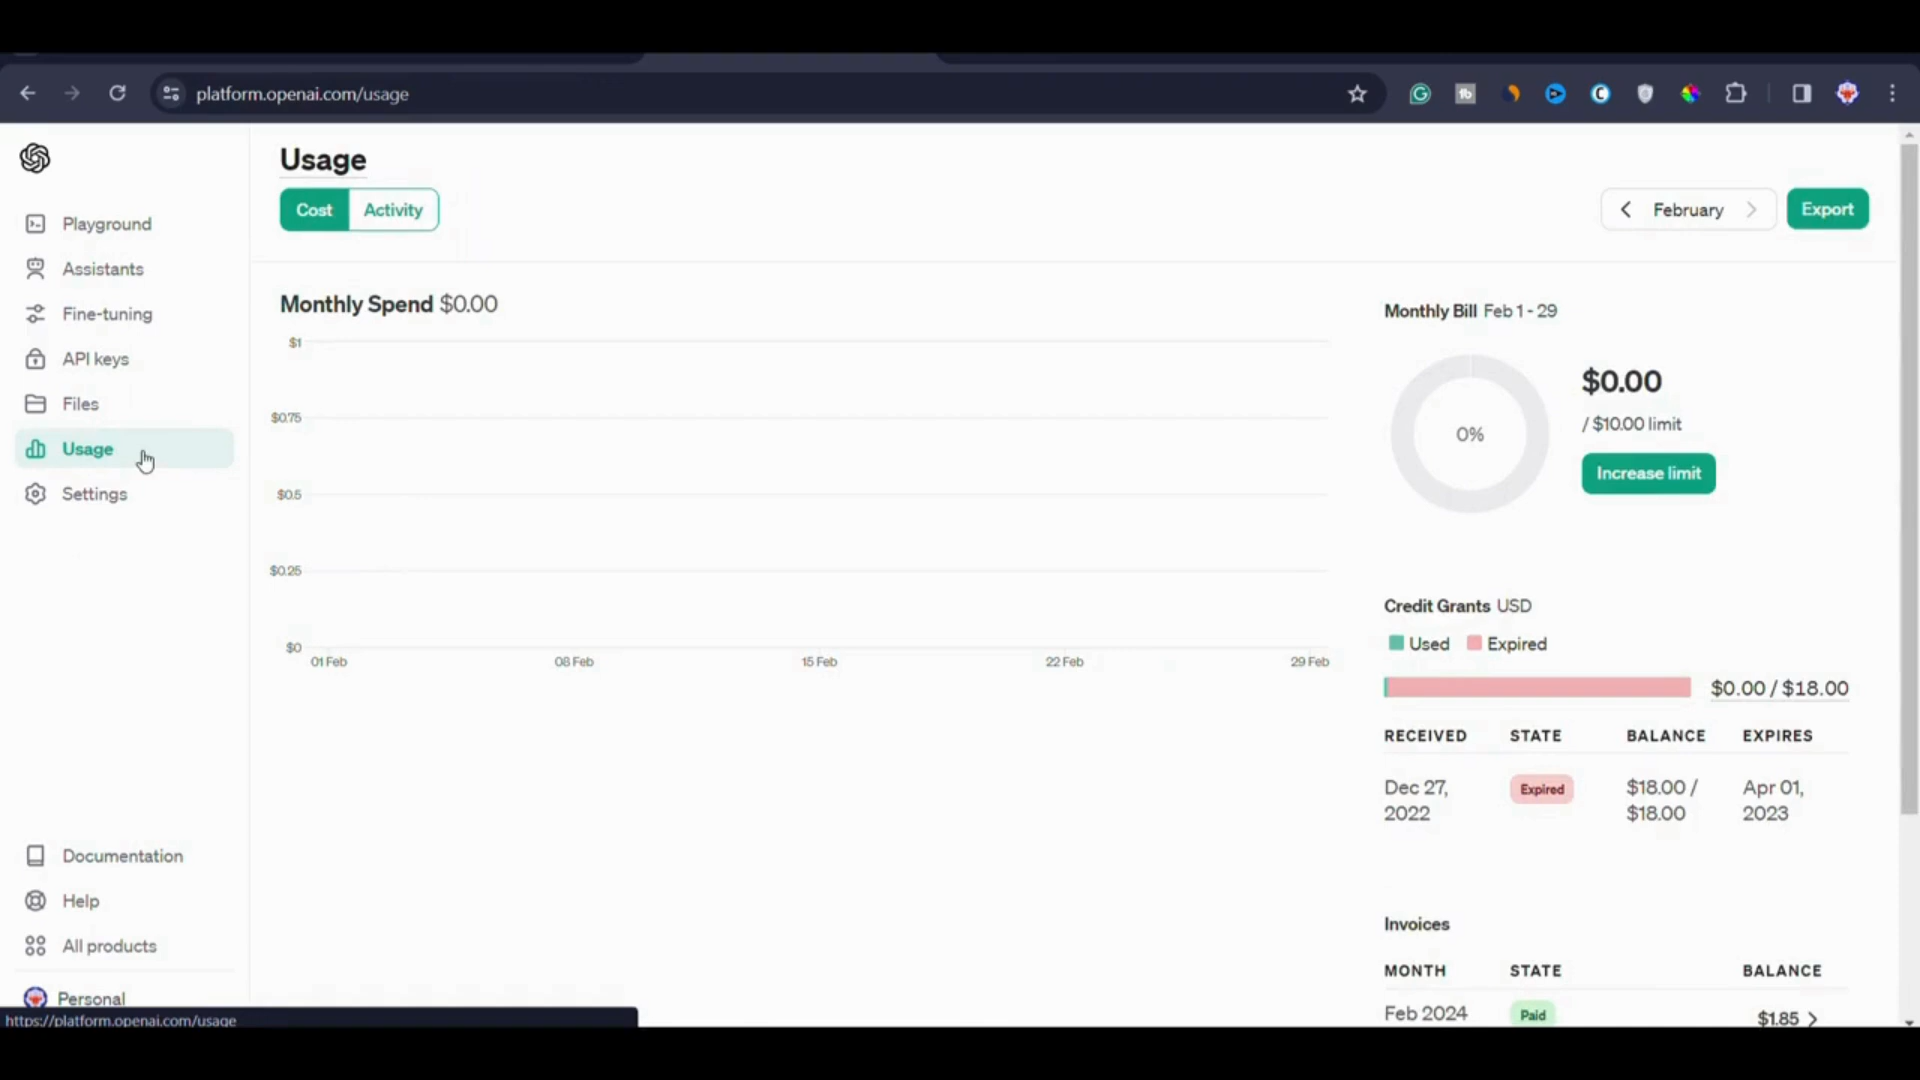 platform.openai.com/usage
Usage
Cost
Activity
February
Export
Playground
Assistants
Fine-tuning
API keys
Files
Usage
Settings
Documentation
Help
All products
Personal
https://platform.openai.com/usage
Monthly Spend $0.00
$1
$0.75
$0.5
$0.25
$0
01 Feb
08 Feb
15 Feb
22 Feb
29 Feb
Monthly Bill Feb 1 - 29
0%
$0.00
/ $10.00 limit
Increase limit
Credit Grants USD
Used
Expired
$0.00 / $18.00
RECEIVED STATE BALANCE EXPIRES
Dec 27, Expired $18.00 / Apr 01,
2022 $18.00 2023
Invoices
MONTH STATE BALANCE
Feb 2024 Paid $1.85